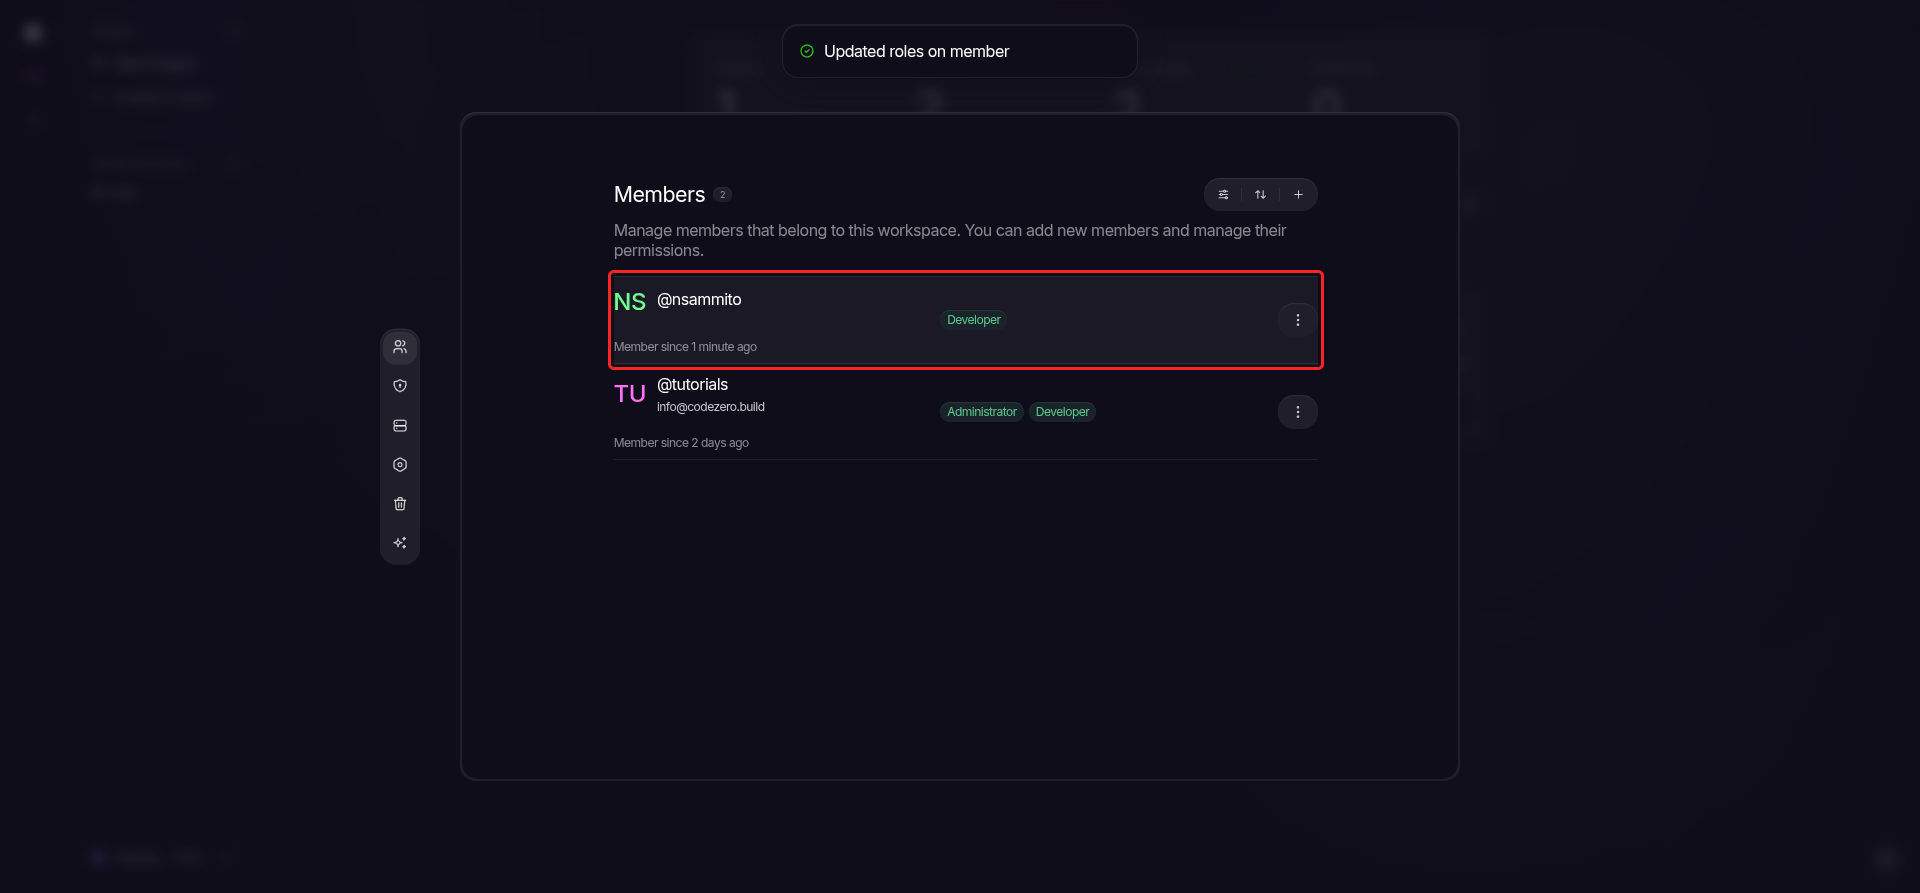 Updated roles on member
Members 2
Manage members that belong to this workspace. You can add new members and manage their
permissions.
NS @nsammito
Developer
Member since 1 minute ago
TU @tutorials
info@codezero.build
Administrator Developer
Member since 2 days ago